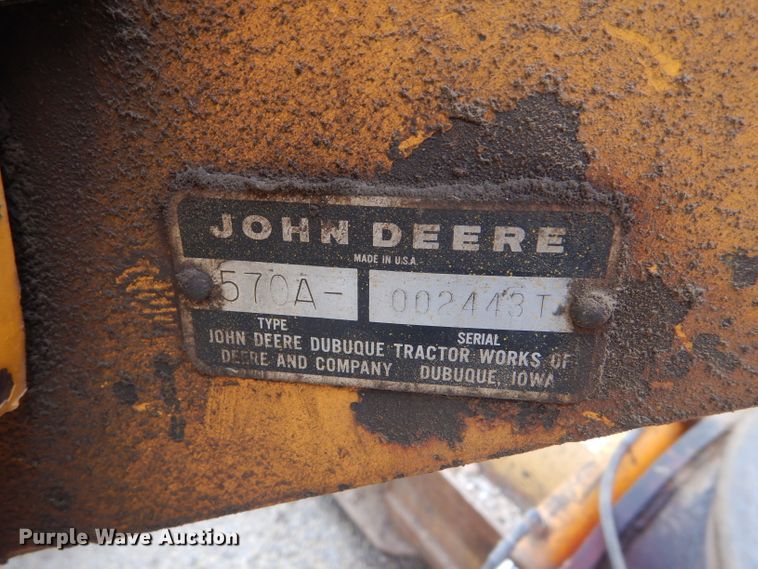 JOHN DEERE
MADE IN U.S.A.
570A- 002443T
TYPE SERIAL
JOHN DEERE DUBUQUE TRACTOR WORKS OF
DEERE AND COMPANY DUBUQUE, IOWA
Purple Wave Auction